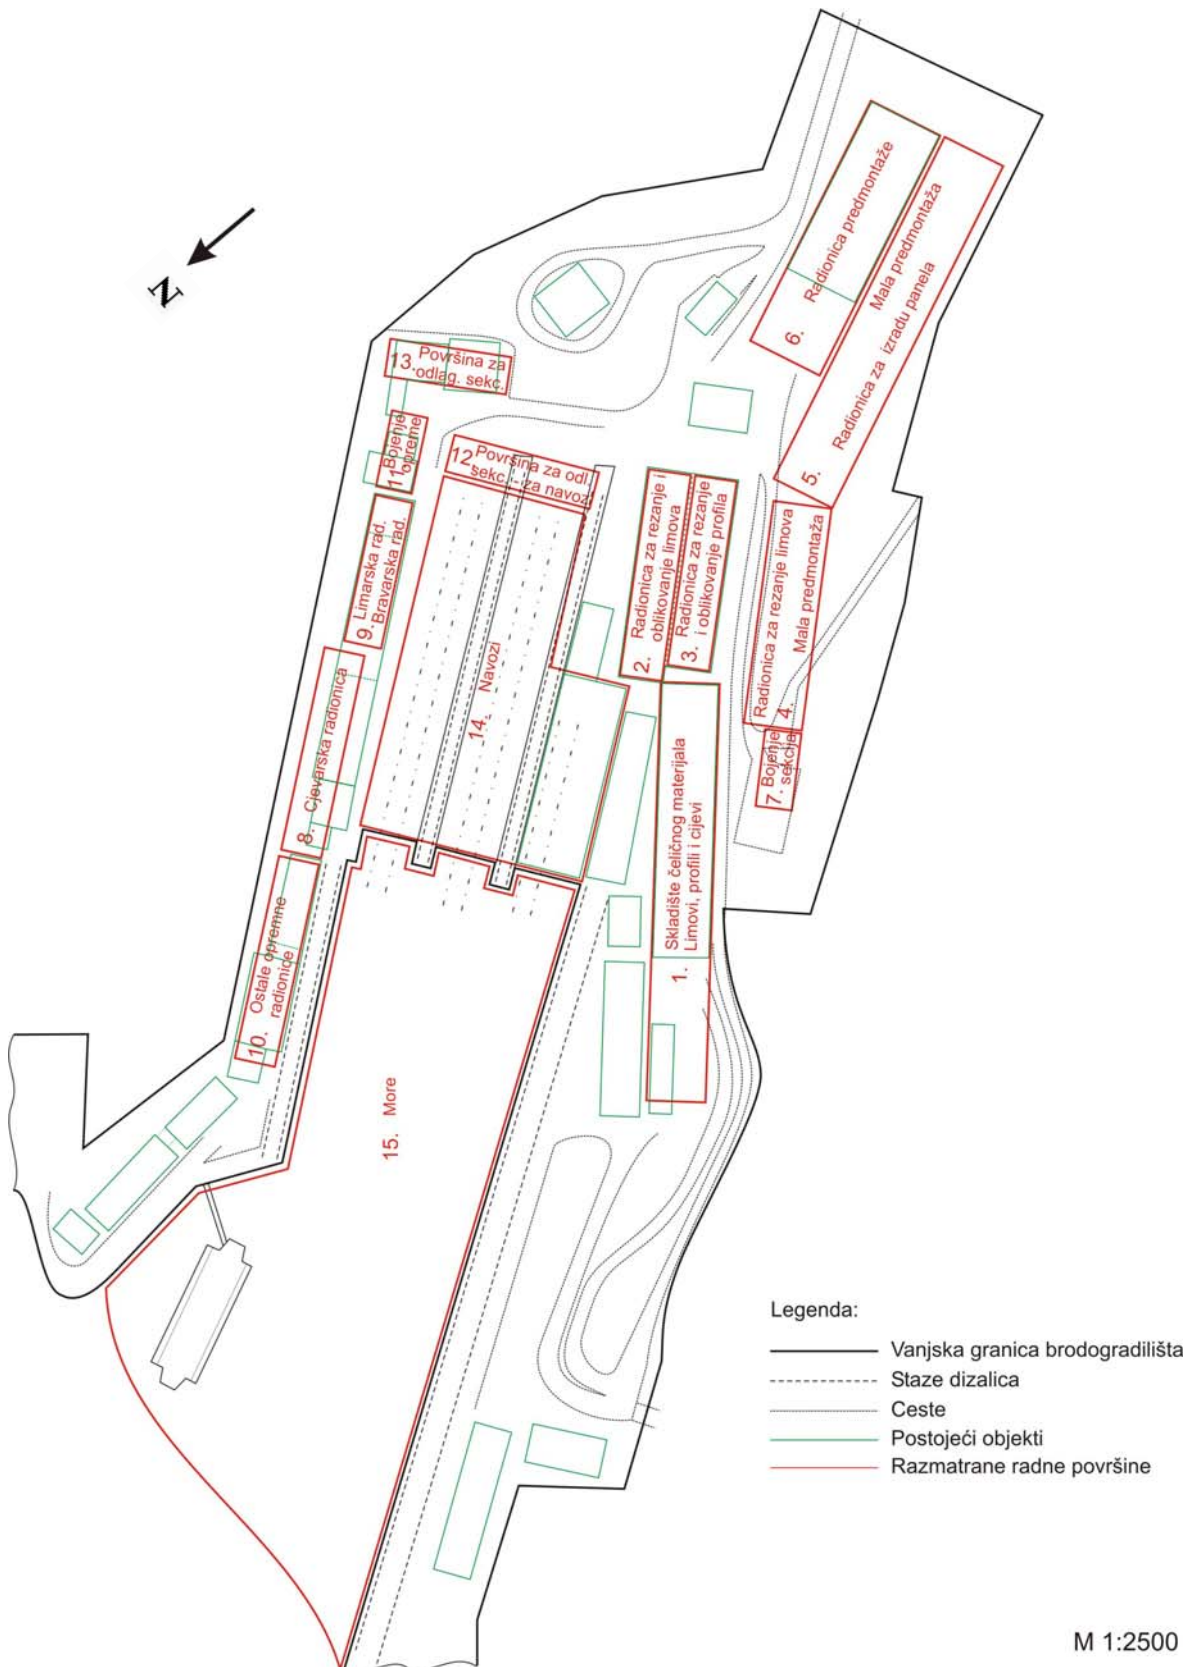 6. Radionica predmontaže
Mala predmontaža
5. Radionica za izradu panela
N
13. Površina za
odlag. sekc.
11. Bojenje
opreme
12. Površina za odl.
sekc. - za navoz
2. Radionica za rezanje i
oblikovanje limova
3. Radionica za rezanje
i oblikovanje profila
Radionica za rezanje limova
4. Mala predmontaža
9. Limarska rad.
Bravarska rad.
14. Navozi
8. Cjevarska radionica
7. Bojenje
sekcija
1. Skladište čeličnog materijala
Limovi, profili i cijevi
10. Ostale opremne
radionice
15. More
Legenda:
Vanjska granica brodogradilišta
Staze dizalica
Ceste
Postojeći objekti
Razmatrane radne površine
M 1:2500